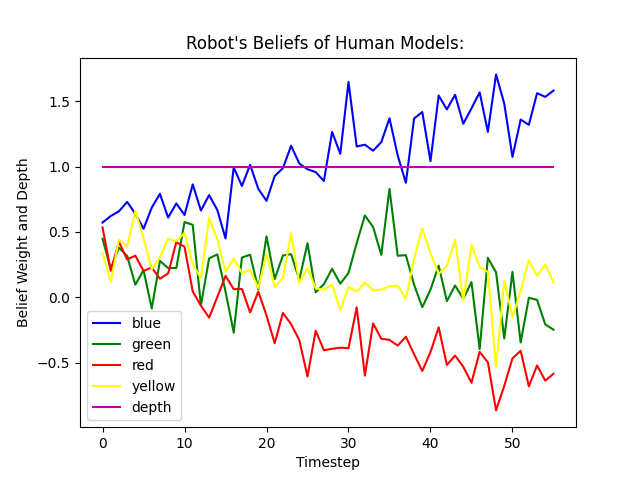 Robot's Beliefs of Human Models:
Belief Weight and Depth
1.5
1.0
0.5
0.0
−0.5
blue
green
red
yellow
depth
0
10
20
30
40
50
Timestep